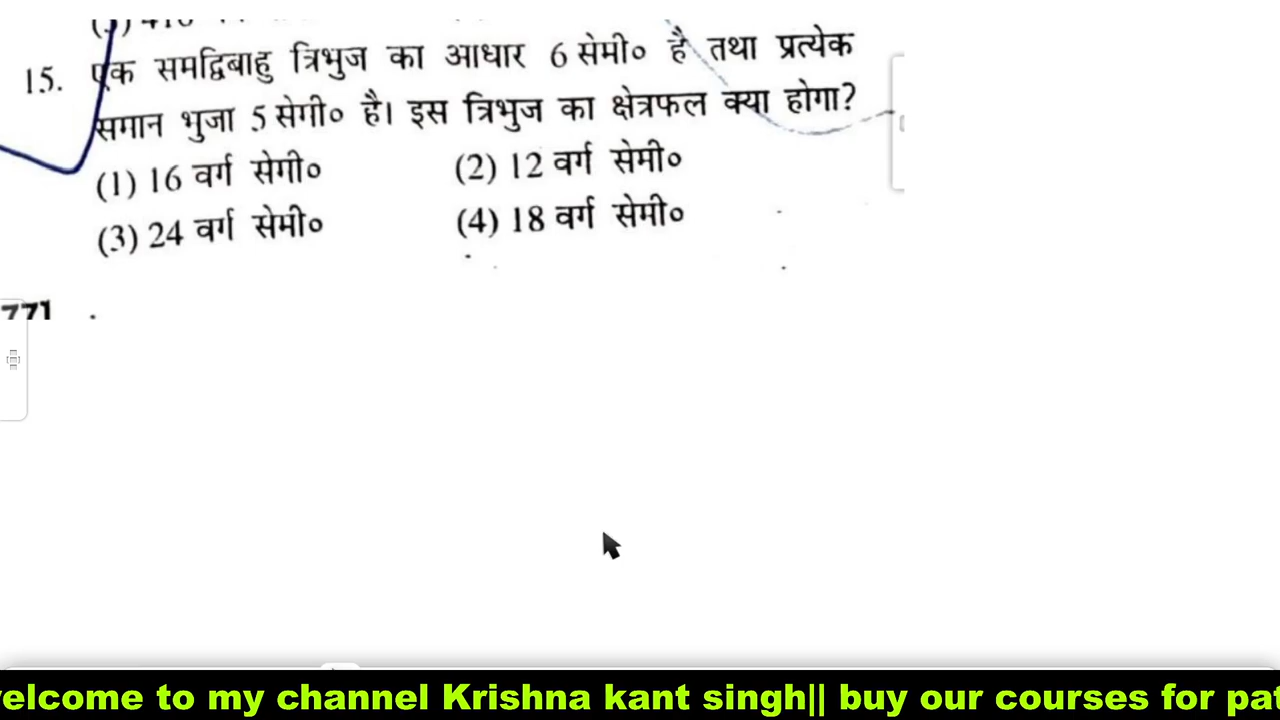 15. एक समद्विबाहु त्रिभुज का आधार 6 सेमी० है तथा प्रत्येक
समान भुजा 5 सेमी० है। इस त्रिभुज का क्षेत्रफल क्या होगा?
(1) 16 वर्ग सेमी० (2) 12 वर्ग सेमी०
(3) 24 वर्ग सेमी० (4) 18 वर्ग सेमी०
771
welcome to my channel Krishna kant singh|| buy our courses for